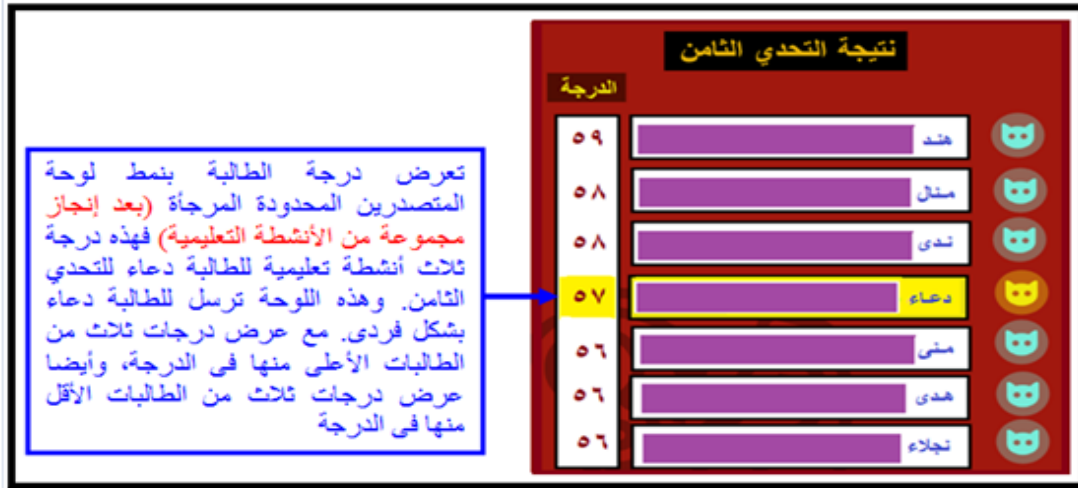 نتيجة التحدي الثامن
الدرجة
هند ٥٩
منال ٥٨
ندى ٥٨
دعاء ٥٧
منى ٥٦
هدى ٥٦
نجلاء ٥٦
تعرض درجة الطالبة بنمط لوحة
المتصدرين المحدودة المرجأة (بعد إنجاز
مجموعة من الأنشطة التعليمية) فهذه درجة
ثلاث أنشطة تعليمية للطالبة دعاء للتحدي
الثامن. وهذه اللوحة ترسل للطالبة دعاء
بشكل فردى. مع عرض درجات ثلاث من
الطالبات الأعلى منها فى الدرجة، وأيضا
عرض درجات ثلاث من الطالبات الأقل
منها فى الدرجة